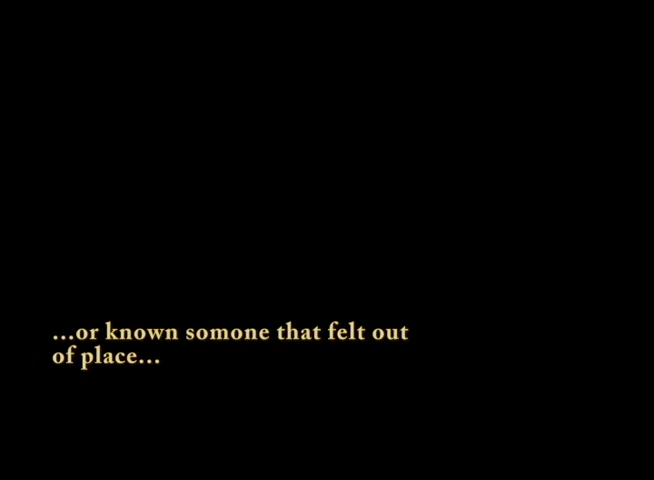 ...or known somone that felt out
of place...